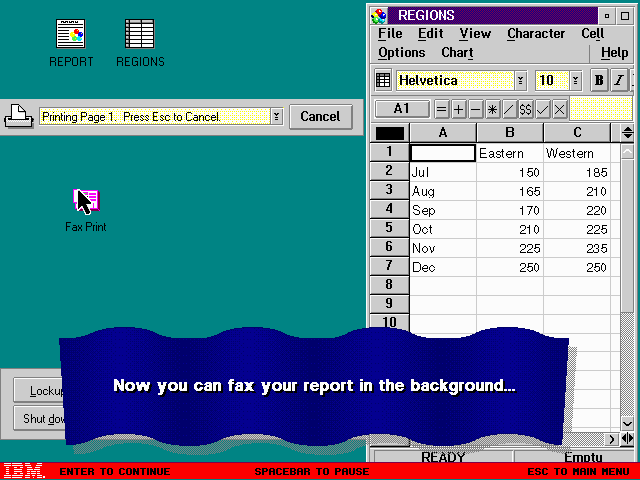 REPORT
REGIONS
Printing Page 1.  Press Esc to Cancel.
Cancel
Fax Print
Shut dow
REGIONS
File Edit View Character Cell
Options Chart Help
Helvetica 10 B I
A1 = + − * / $$
A B C
1 Eastern Western
2 Jul 150 185
3 Aug 165 210
4 Sep 170 220
5 Oct 210 225
6 Nov 225 235
7 Dec 250 250
8
9
10
Now you can fax your report in the background...
READY Empty
IBM. ENTER TO CONTINUE SPACEBAR TO PAUSE ESC TO MAIN MENU